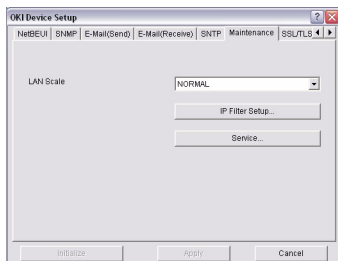 OKI Device Setup
NetBEUI SNMP E-Mail(Send) E-Mail(Receive) SNTP Maintenance SSL/TLS
LAN Scale NORMAL
IP Filter Setup...
Service...
Initialize Apply Cancel